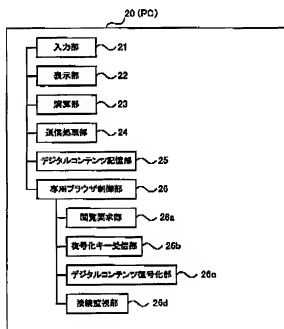 20 (PC)
入力部 21
表示部 22
演算部 23
送信処理部 24
デジタルコンテンツ記憶部 25
専用ブラウザ制御部 26
閲覧要求部 26a
復号化キー受信部 26b
デジタルコンテンツ復号化部 26c
接続監視部 26d